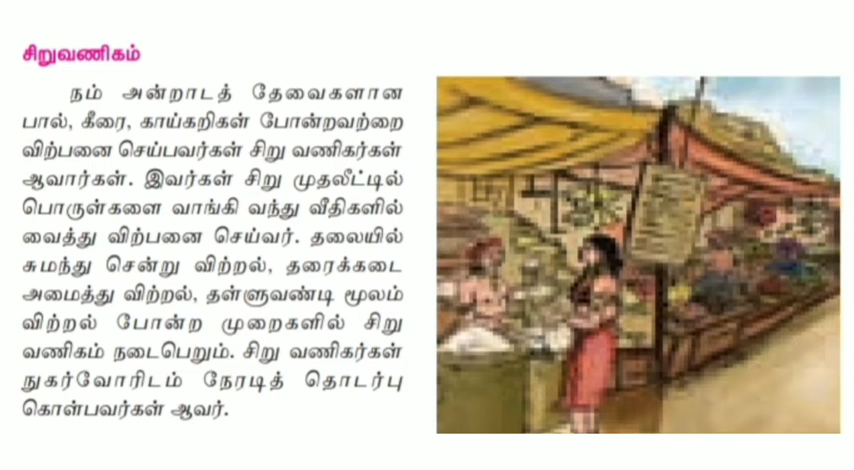 சிறுவணிகம்
நம் அன்றாடத் தேவைகளான
பால், கீரை, காய்கறிகள் போன்றவற்றை
விற்பனை செய்பவர்கள் சிறு வணிகர்கள்
ஆவார்கள். இவர்கள் சிறு முதலீட்டில்
பொருள்களை வாங்கி வந்து வீதிகளில்
வைத்து விற்பனை செய்வர். தலையில்
சுமந்து சென்று விற்றல், தரைக்கடை
அமைத்து விற்றல், தள்ளுவண்டி மூலம்
விற்றல் போன்ற முறைகளில் சிறு
வணிகம் நடைபெறும். சிறு வணிகர்கள்
நுகர்வோரிடம் நேரடித் தொடர்பு
கொள்பவர்கள் ஆவர்.